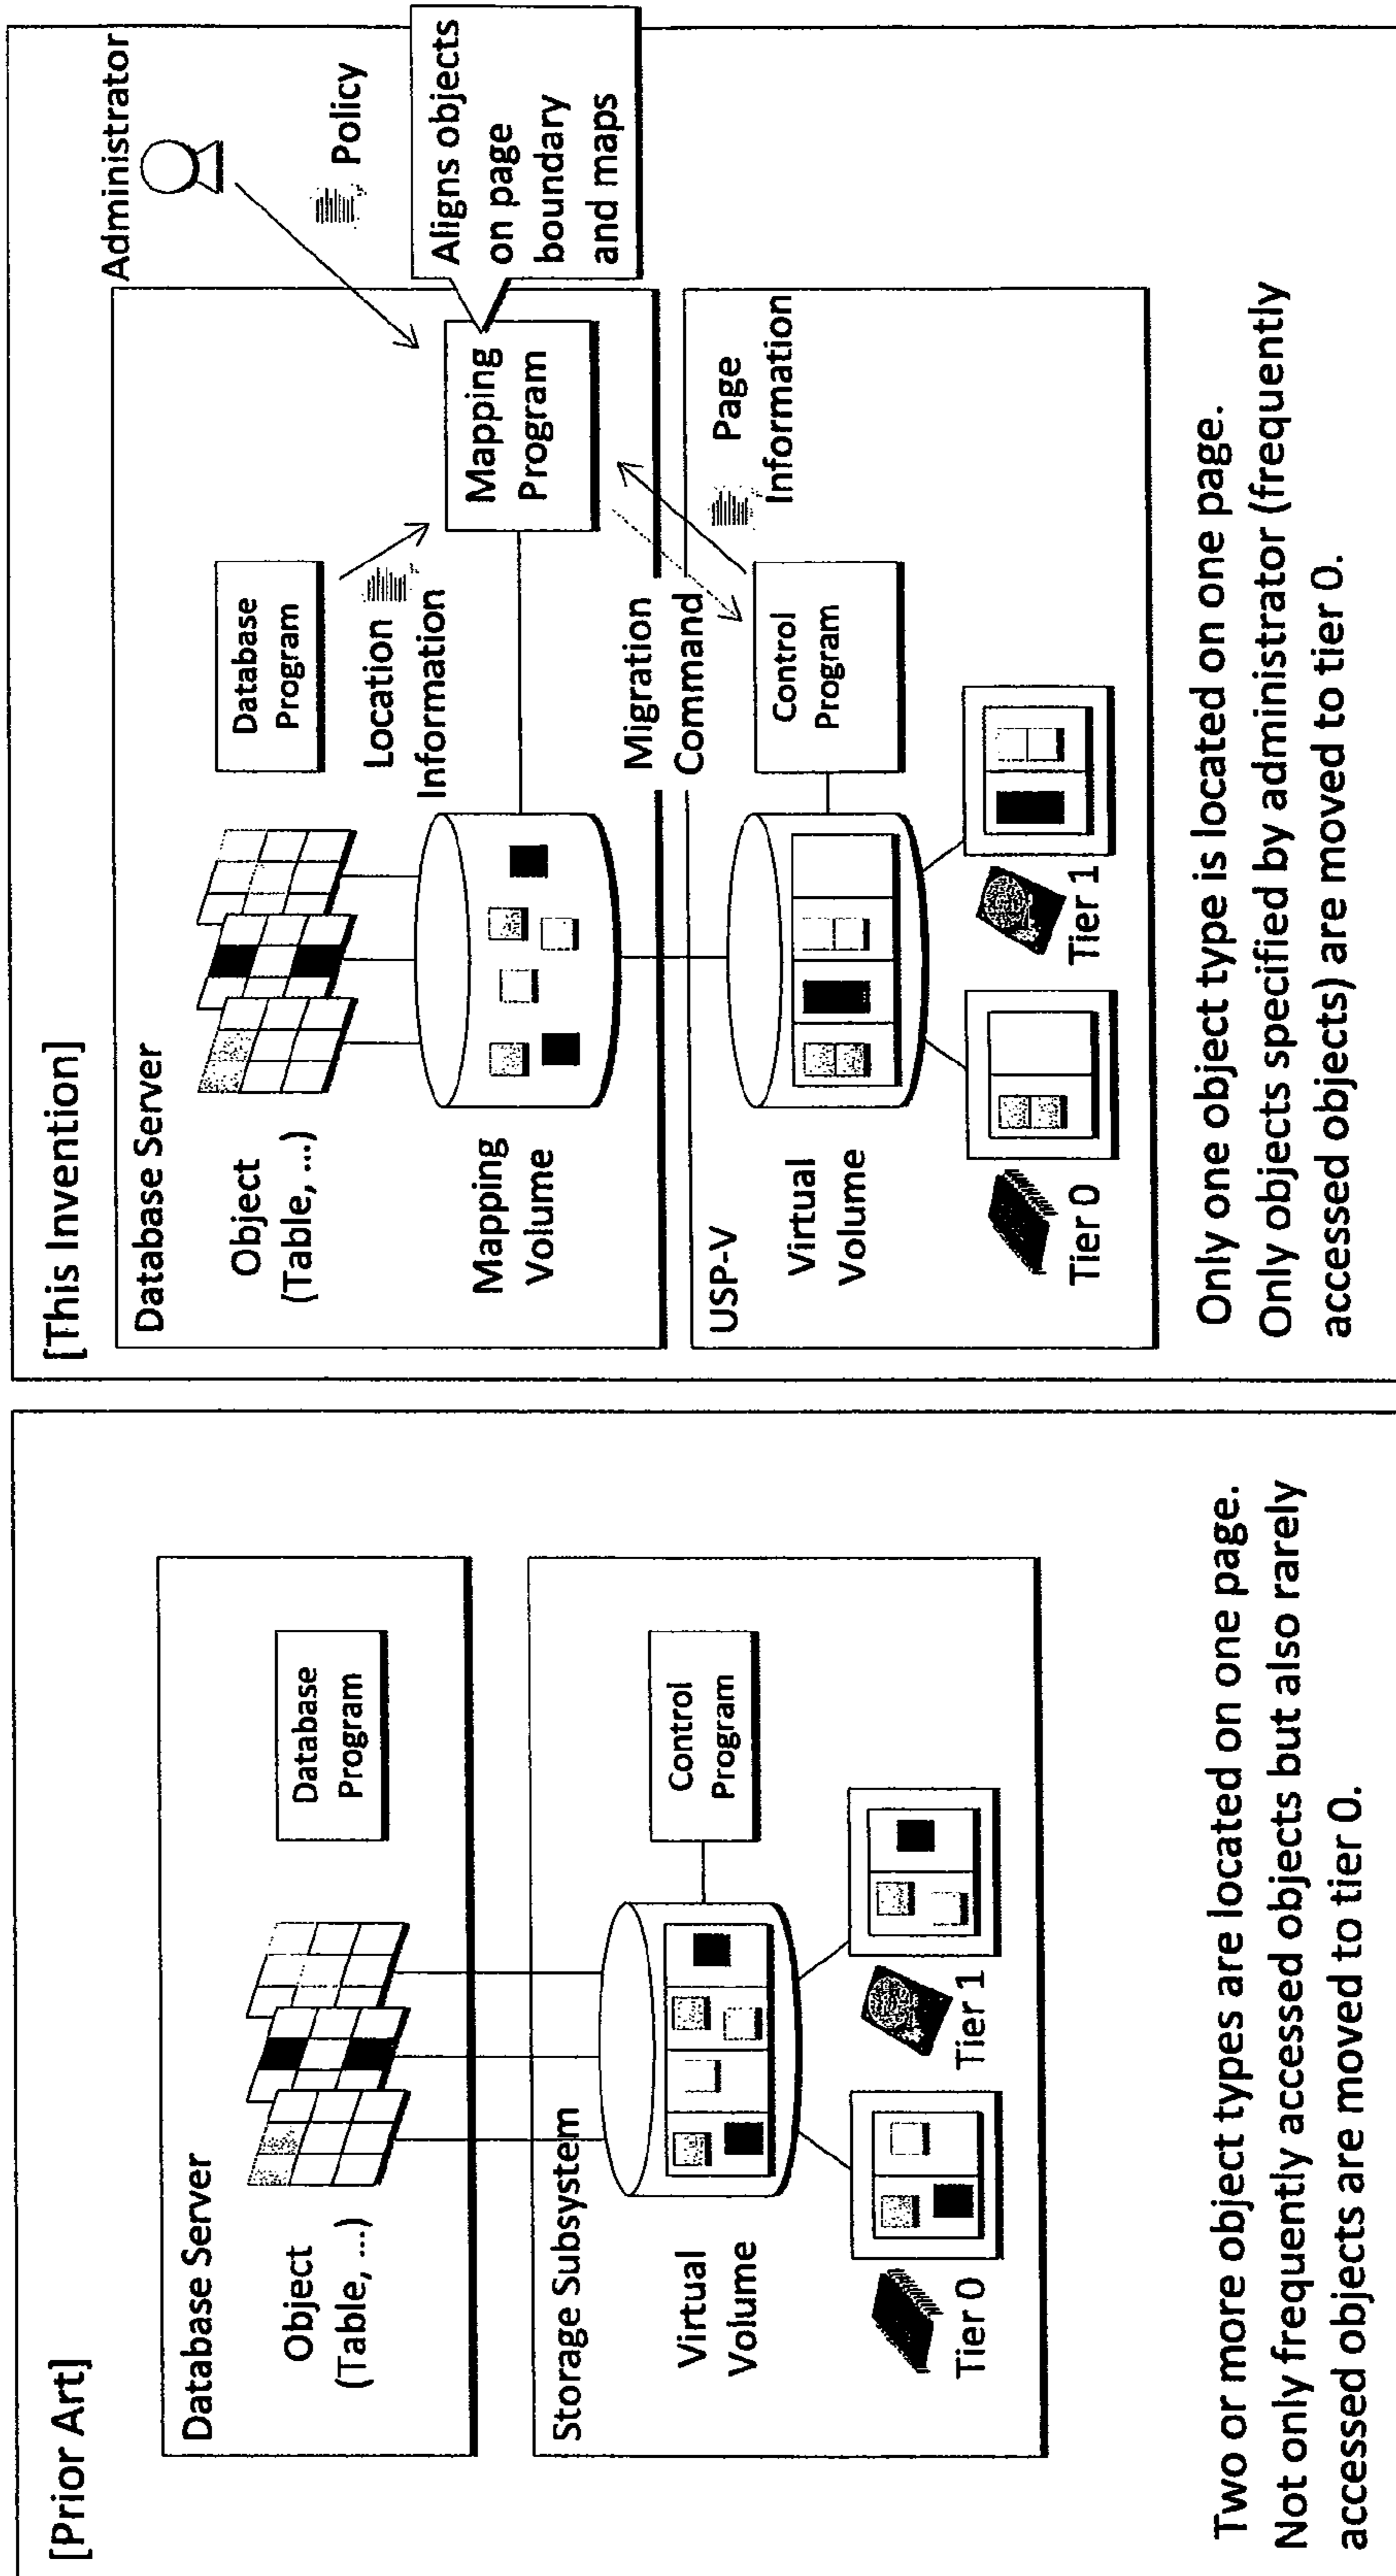 [Prior Art]
Database Server
Object
(Table, ...)
Database
Program
Storage Subsystem
Virtual
Volume
Control
Program
Tier 0
Tier 1
Two or more object types are located on one page.
Not only frequently accessed objects but also rarely
accessed objects are moved to tier 0.
[This Invention]
Administrator
Policy
Database Server
Object
(Table, ...)
Database
Program
Location
Information
Mapping
Program
Aligns objects
on page
boundary
and maps
Mapping
Volume
Migration
Command
Page
Information
USP-V
Virtual
Volume
Control
Program
Tier 0
Tier 1
Only one object type is located on one page.
Only objects specified by administrator (frequently
accessed objects) are moved to tier 0.